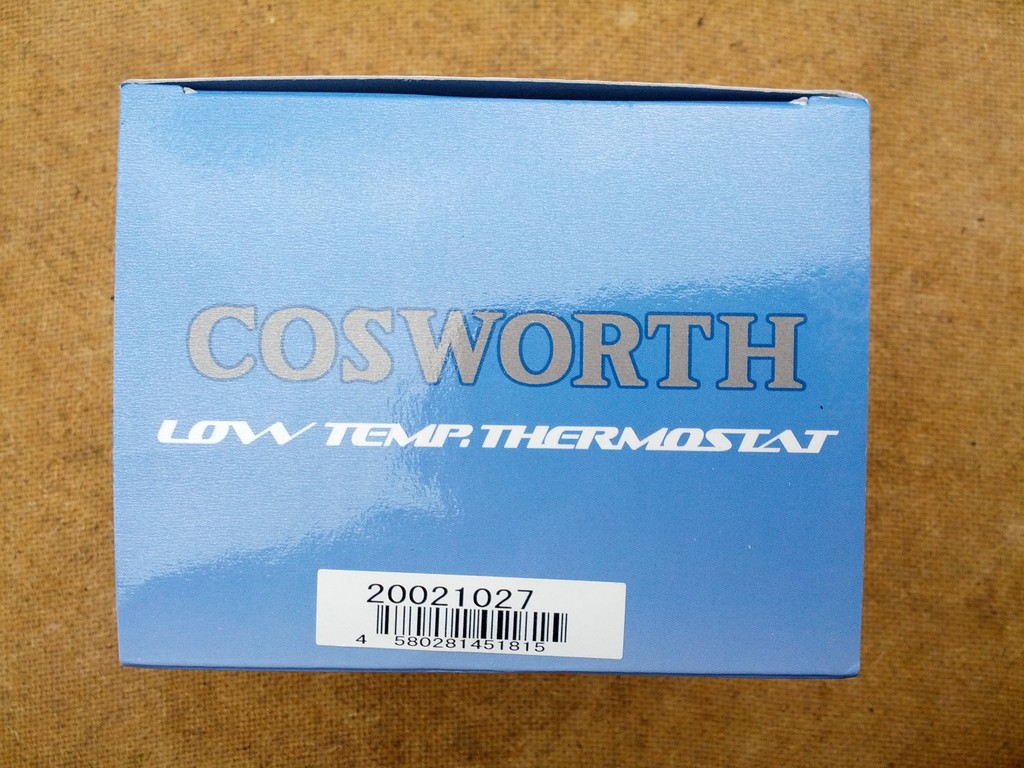 COSWORTH
LOW TEMP. THERMOSTAT
20021027
4 580281451815